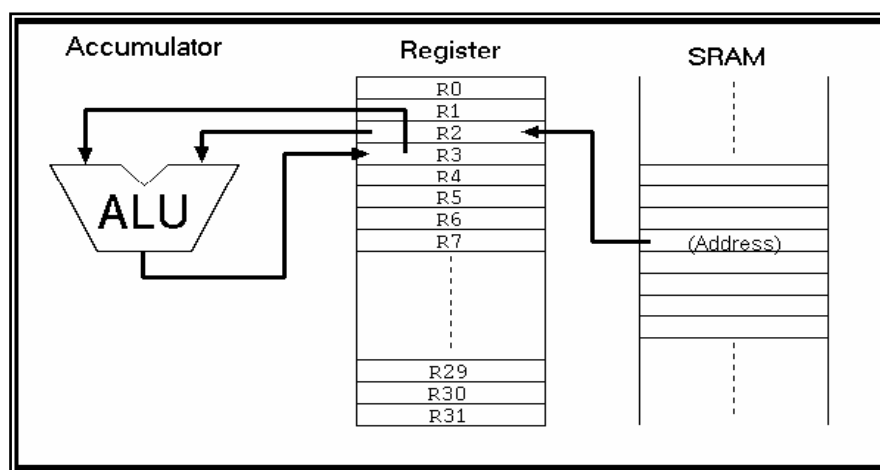 Accumulator
Register
SRAM
R0
R1
R2
R3
R4
R5
R6
R7
R29
R30
R31
ALU
(Address)